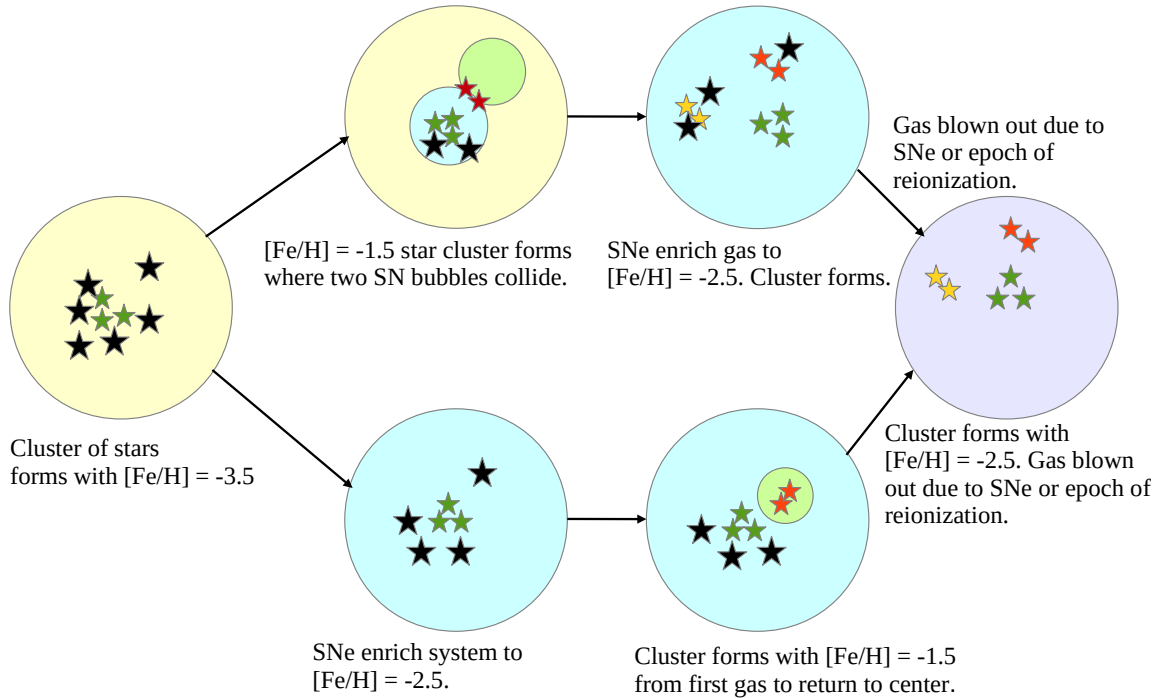 Gas blown out due to
SNe or epoch of
reionization.
[Fe/H] = -1.5 star cluster forms
where two SN bubbles collide.
SNe enrich gas to
[Fe/H] = -2.5. Cluster forms.
Cluster of stars
forms with [Fe/H] = -3.5
Cluster forms with
[Fe/H] = -2.5. Gas blown
out due to SNe or epoch of
reionization.
SNe enrich system to
[Fe/H] = -2.5.
Cluster forms with [Fe/H] = -1.5
from first gas to return to center.